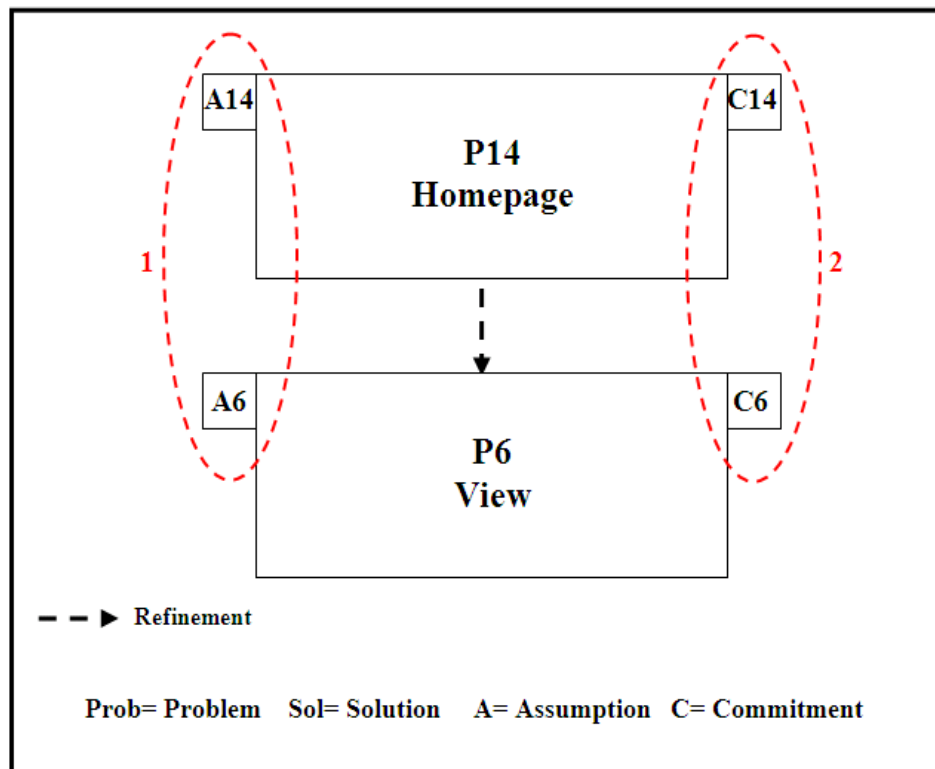 A14
C14
P14
Homepage
1
2
A6
C6
P6
View
Refinement
Prob= Problem Sol= Solution A= Assumption C= Commitment